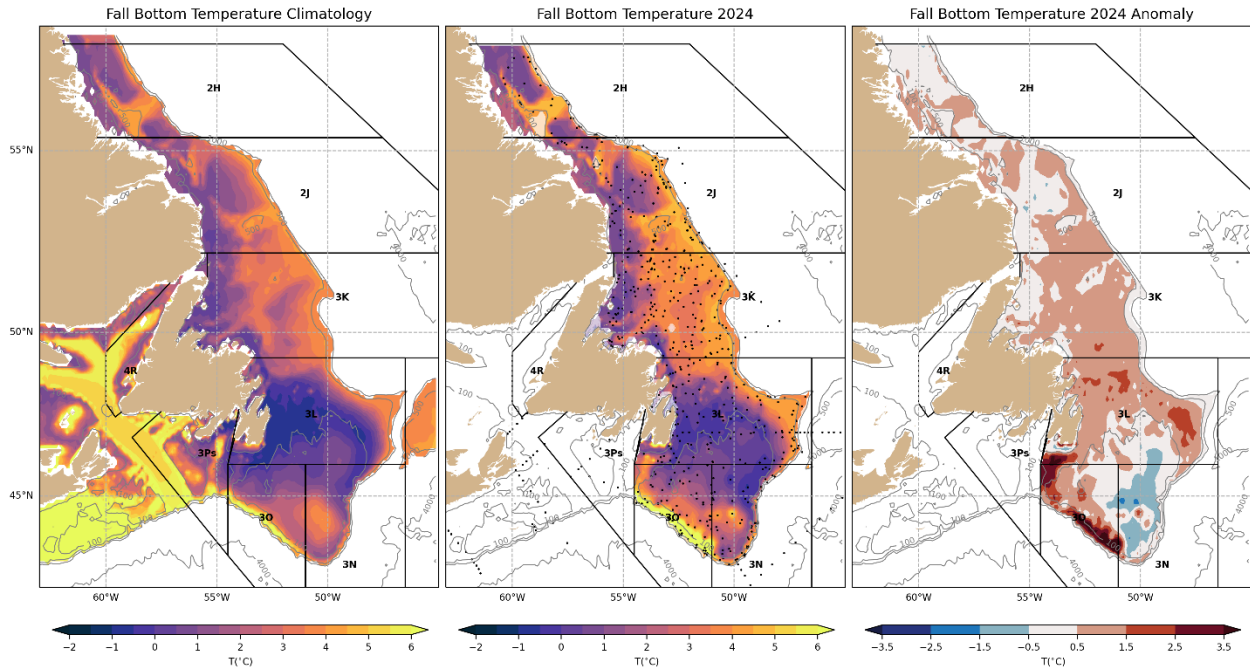 Fall Bottom Temperature Climatology
Fall Bottom Temperature 2024
Fall Bottom Temperature 2024 Anomaly
2H
2J
3K
4R
3L
3Ps
3O
3N
55°N
50°N
45°N
60°W
55°W
50°W
2H
2J
3K
4R
3L
3Ps
3O
3N
60°W
55°W
50°W
2H
2J
3K
4R
3L
3Ps
3O
3N
60°W
55°W
50°W
100
4000
500
−2 −1 0 1 2 3 4 5 6
T(°C)
−2 −1 0 1 2 3 4 5 6
T(°C)
−3.5 −2.5 −1.5 −0.5 0.5 1.5 2.5 3.5
T(°C)